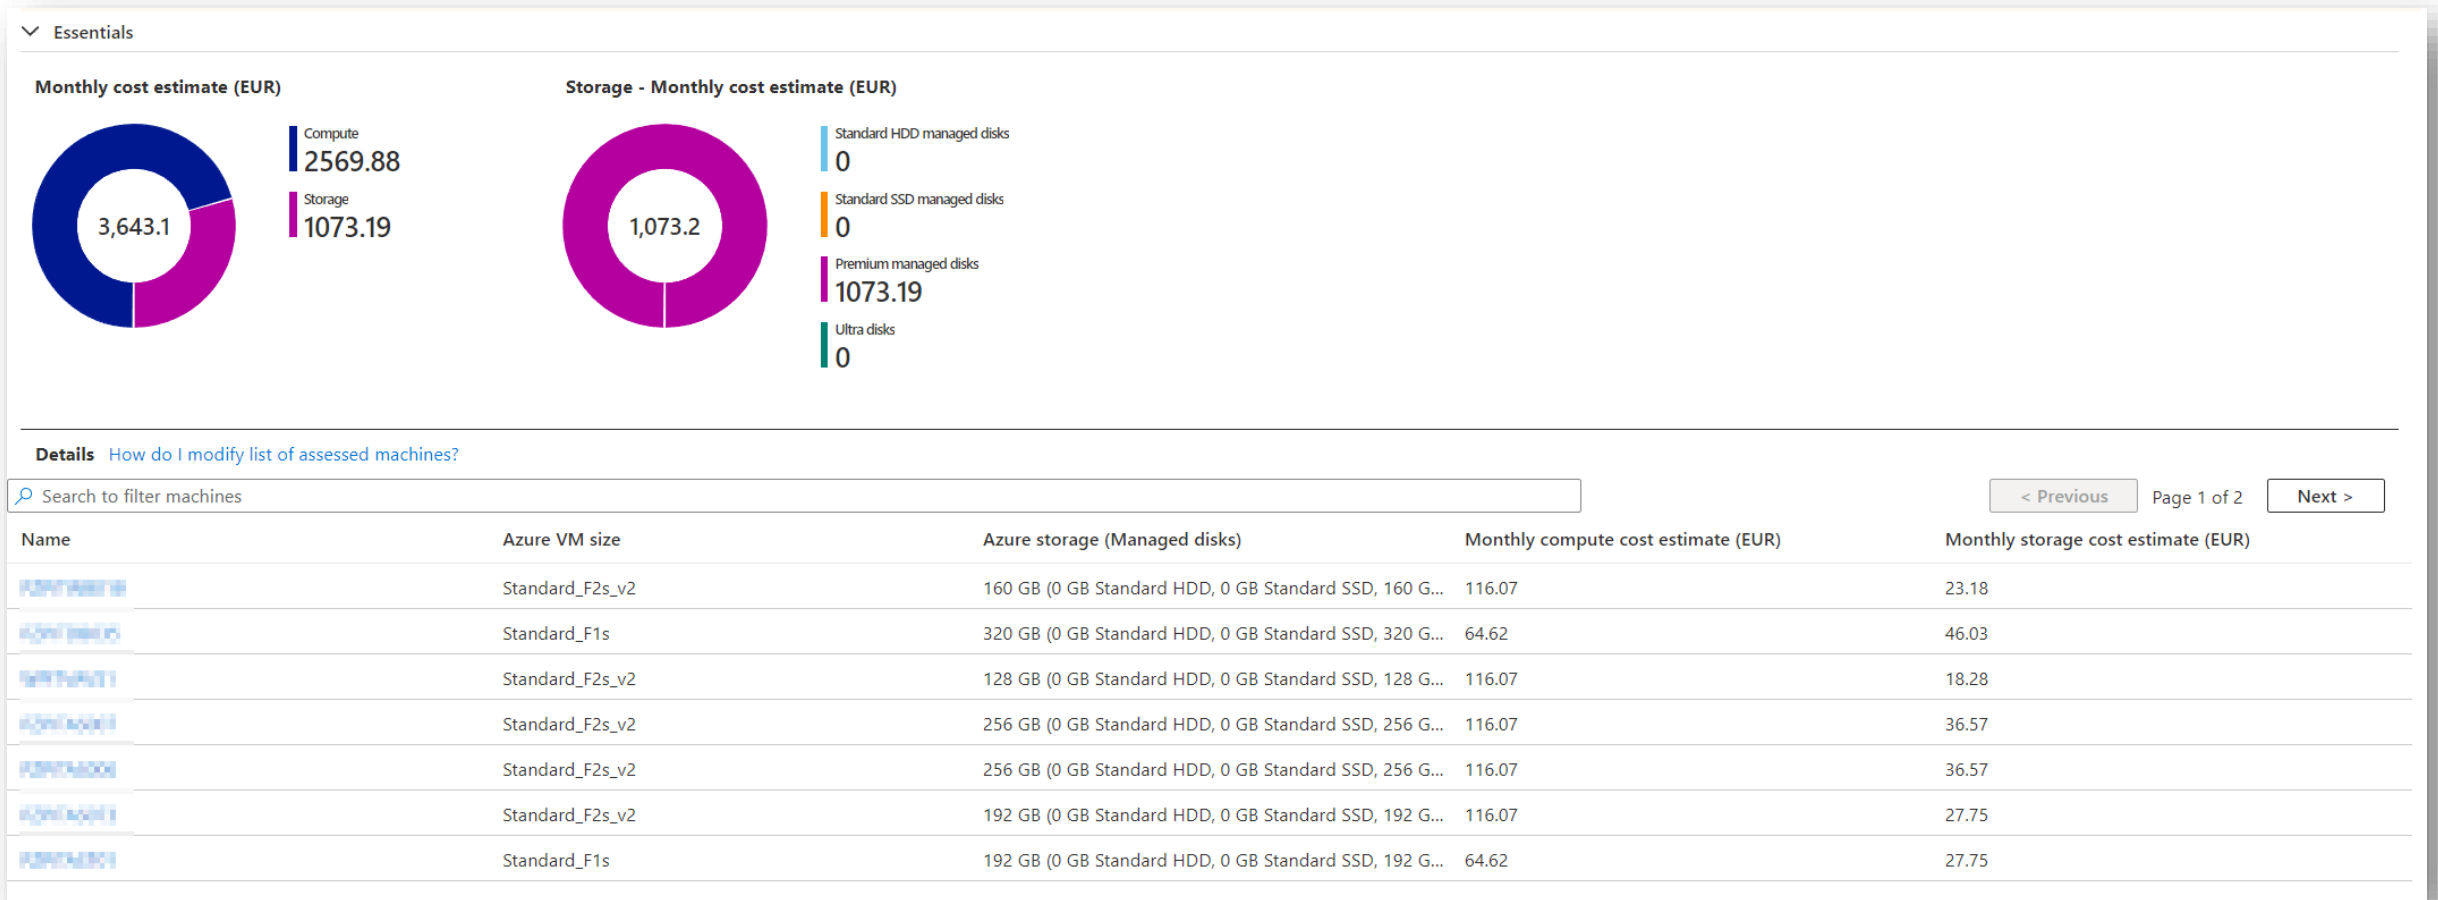 Essentials
Monthly cost estimate (EUR)
3,643.1
Compute
2569.88
Storage
1073.19
Storage - Monthly cost estimate (EUR)
1,073.2
Standard HDD managed disks
0
Standard SSD managed disks
0
Premium managed disks
1073.19
Ultra disks
0
Details How do I modify list of assessed machines?
Search to filter machines < Previous Page 1 of 2 Next >
Name Azure VM size Azure storage (Managed disks) Monthly compute cost estimate (EUR) Monthly storage cost estimate (EUR)
Standard_F2s_v2 160 GB (0 GB Standard HDD, 0 GB Standard SSD, 160 G... 116.07 23.18
Standard_F1s 320 GB (0 GB Standard HDD, 0 GB Standard SSD, 320 G... 64.62 46.03
Standard_F2s_v2 128 GB (0 GB Standard HDD, 0 GB Standard SSD, 128 G... 116.07 18.28
Standard_F2s_v2 256 GB (0 GB Standard HDD, 0 GB Standard SSD, 256 G... 116.07 36.57
Standard_F2s_v2 256 GB (0 GB Standard HDD, 0 GB Standard SSD, 256 G... 116.07 36.57
Standard_F2s_v2 192 GB (0 GB Standard HDD, 0 GB Standard SSD, 192 G... 116.07 27.75
Standard_F1s 192 GB (0 GB Standard HDD, 0 GB Standard SSD, 192 G... 64.62 27.75